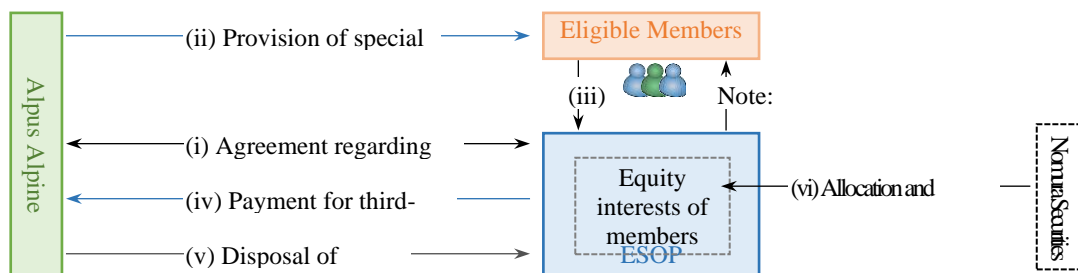 (ii) Provision of special
Eligible Members
(iii)
Note:
Alpus Alpine
(i) Agreement regarding
(iv) Payment for third-
(v) Disposal of
Equity
interests of
members
ESOP
(vi) Allocation and
Nomura Securities